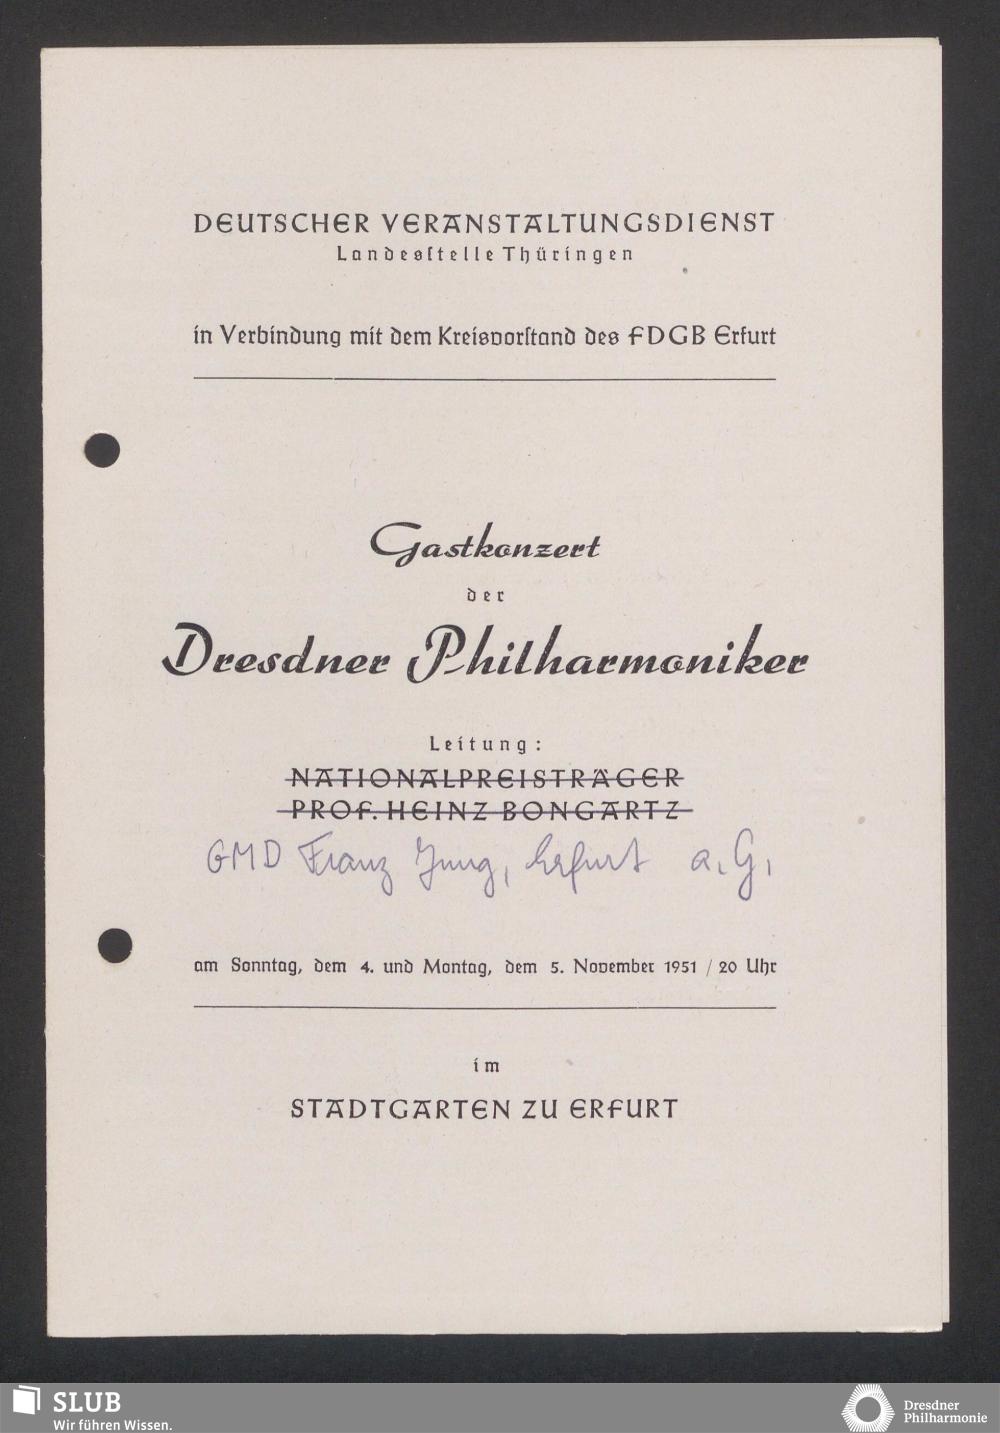 DEUTSCHER VERANSTALTUNGSDIENST
Landesſtelle Thüringen
in Verbindung mit dem Kreisvorſtand des FDGB Erfurt
Gastkonzert
der
Dresdner Philharmoniker
Leitung:
NATIONALPREISTRÄGER
PROF. HEINZ BONGARTZ
GMD Franz Jung, Erfurt a. G.
am Sonntag, dem 4. und Montag, dem 5. November 1951 / 20 Uhr
im
STADTGARTEN ZU ERFURT
SLUB
Wir führen Wissen.
Dresdner
Philharmonie